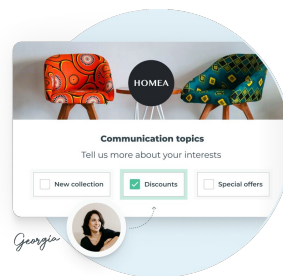 HOMEA
Communication topics
Tell us more about your interests
New collection
Discounts
Special offers
Georgia